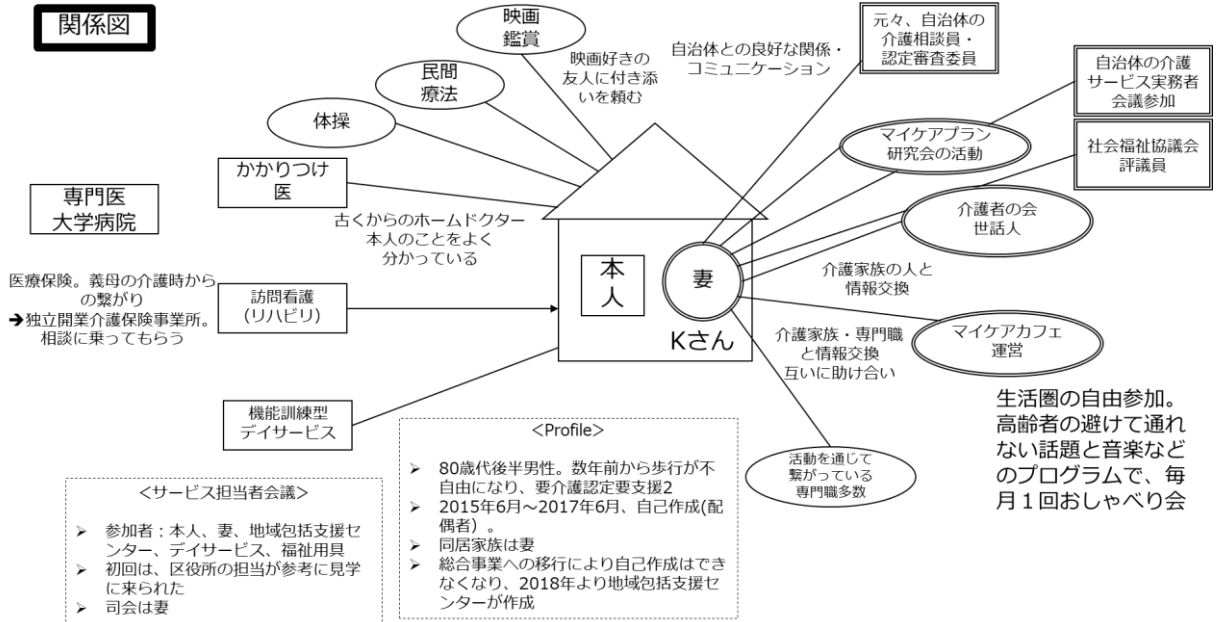 関係図
映画
鑑賞
民間
療法
体操
映画好きの
友人に付き添
いを頼む
自治体との良好な関係・
コミュニケーション
元々、自治体の
介護相談員・
認定審査委員
自治体の介護
サービス実務者
会議参加
マイケアプラン
研究会の活動
社会福祉協議会
評議員
かかりつけ
医
専門医
大学病院
古くからのホームドクター
本人のことをよく
分かっている
介護者の会
世話人
本
人
妻
Kさん
介護家族の人と
情報交換
医療保険。義母の介護時から
の繋がり
➔独立開業介護保険事業所。
相談に乗ってもらう
訪問看護
(リハビリ)
介護家族・専門職
と情報交換
互いに助け合い
マイケアカフェ
運営
機能訓練型
デイサービス
生活圏の自由参加。
高齢者の避けて通れ
ない話題と音楽など
のプログラムで、毎
月1回おしゃべり会
活動を通じて
繋がっている
専門職多数
<Profile>
➢ 80歳代後半男性。数年前から歩行が不
自由になり、要介護認定要支援2
➢ 2015年6月~2017年6月、自己作成(配
偶者)。
➢ 同居家族は妻
➢ 総合事業への移行により自己作成はでき
なくなり、2018年より地域包括支援セ
ンターが作成
<サービス担当者会議>
➢ 参加者:本人、妻、地域包括支援セ
ンター、デイサービス、福祉用具
➢ 初回は、区役所の担当が参考に見学
に来られた
➢ 司会は妻